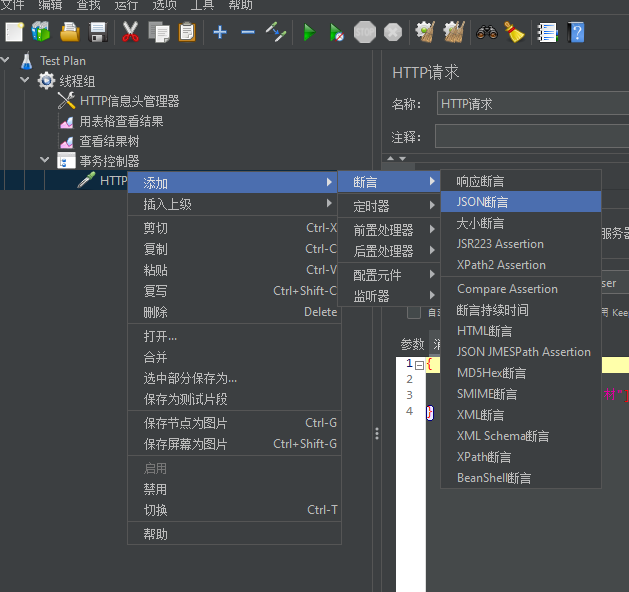 文件 编辑 查找 运行 选项 工具 帮助
Test Plan
线程组
HTTP信息头管理器
用表格查看结果
查看结果树
事务控制器
HTTP
HTTP请求
名称: HTTP请求
注释:
添加
插入上级
剪切 Ctrl-X
复制 Ctrl-C
粘贴 Ctrl-V
复写 Ctrl+Shift-C
删除 Delete
打开...
合并
选中部分保存为...
保存为测试片段
保存节点为图片 Ctrl-G
保存屏幕为图片 Ctrl+Shift-G
启用
禁用
切换 Ctrl-T
帮助
断言
定时器
前置处理器
后置处理器
配置元件
监听器
响应断言
JSON断言
大小断言
JSR223 Assertion
XPath2 Assertion
Compare Assertion
断言持续时间
HTML断言
JSON JMESPath Assertion
MD5Hex断言
SMIME断言
XML断言
XML Schema断言
XPath断言
BeanShell断言
服务器
ser
用 Kee
参数
1 {
2
3
4 }